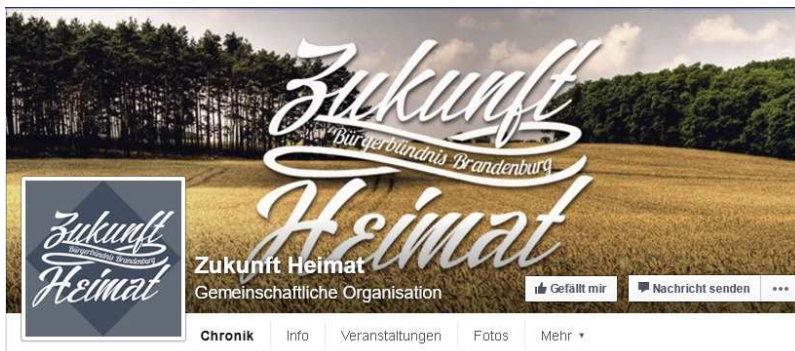 Zukunft
"Bürgerbündnis Brandenburg
Heimat
Zukunft
Bürgerbündnis Brandenburg
Heimat
Zukunft Heimat
Gemeinschaftliche Organisation
Gefällt mir
Nachricht senden
Chronik Info Veranstaltungen Fotos Mehr